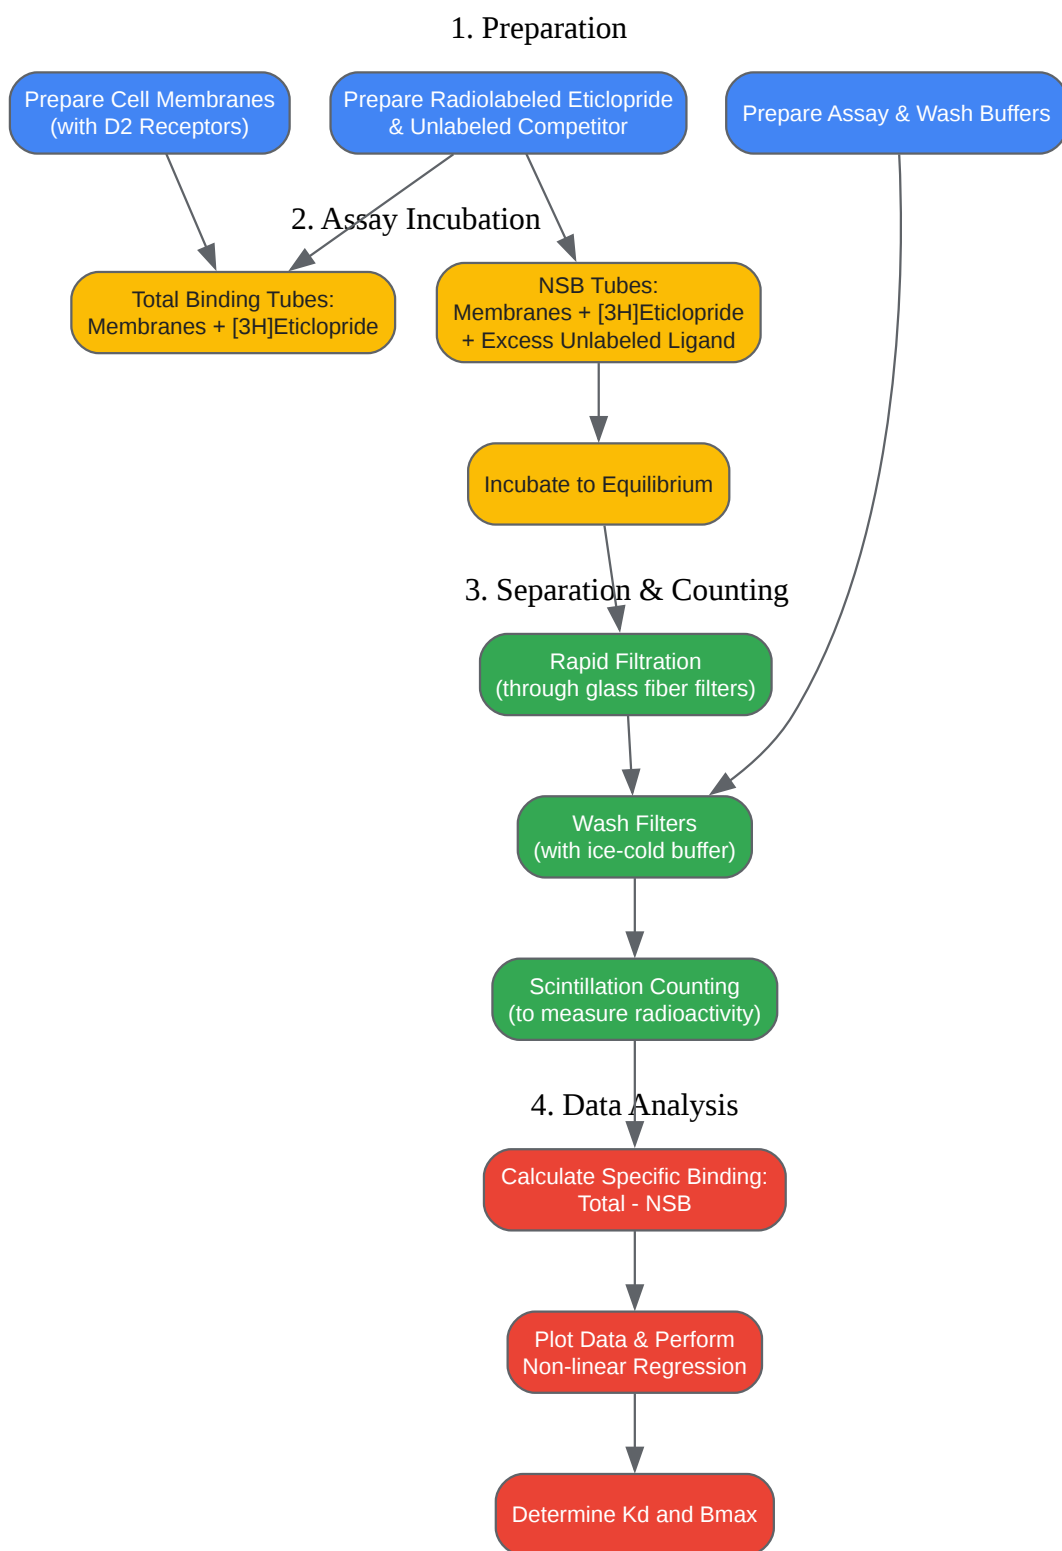 1. Preparation
Prepare Cell Membranes
(with D2 Receptors)
Prepare Radiolabeled Eticlopride
& Unlabeled Competitor
Prepare Assay & Wash Buffers
2. Assay Incubation
Total Binding Tubes:
Membranes + [3H]Eticlopride
NSB Tubes:
Membranes + [3H]Eticlopride
+ Excess Unlabeled Ligand
Incubate to Equilibrium
3. Separation & Counting
Rapid Filtration
(through glass fiber filters)
Wash Filters
(with ice-cold buffer)
Scintillation Counting
(to measure radioactivity)
4. Data Analysis
Calculate Specific Binding:
Total - NSB
Plot Data & Perform
Non-linear Regression
Determine Kd and Bmax